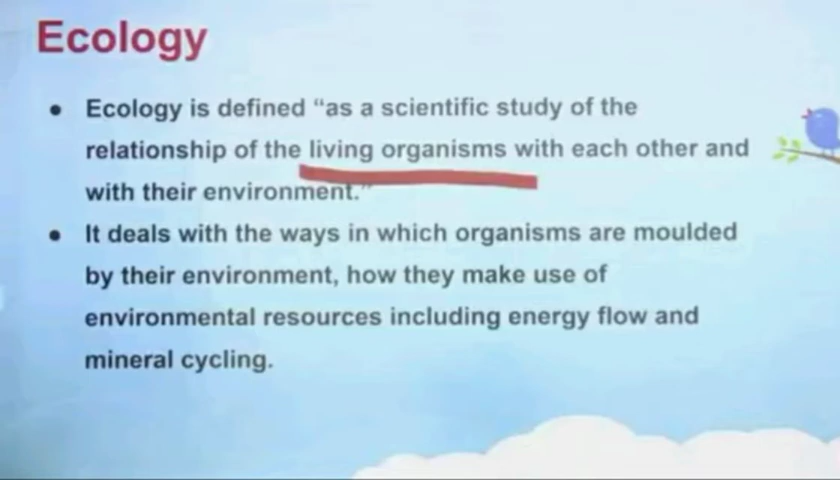 Ecology
● Ecology is defined “as a scientific study of the
relationship of the living organisms with each other and
with their environment.”
● It deals with the ways in which organisms are moulded
by their environment, how they make use of
environmental resources including energy flow and
mineral cycling.